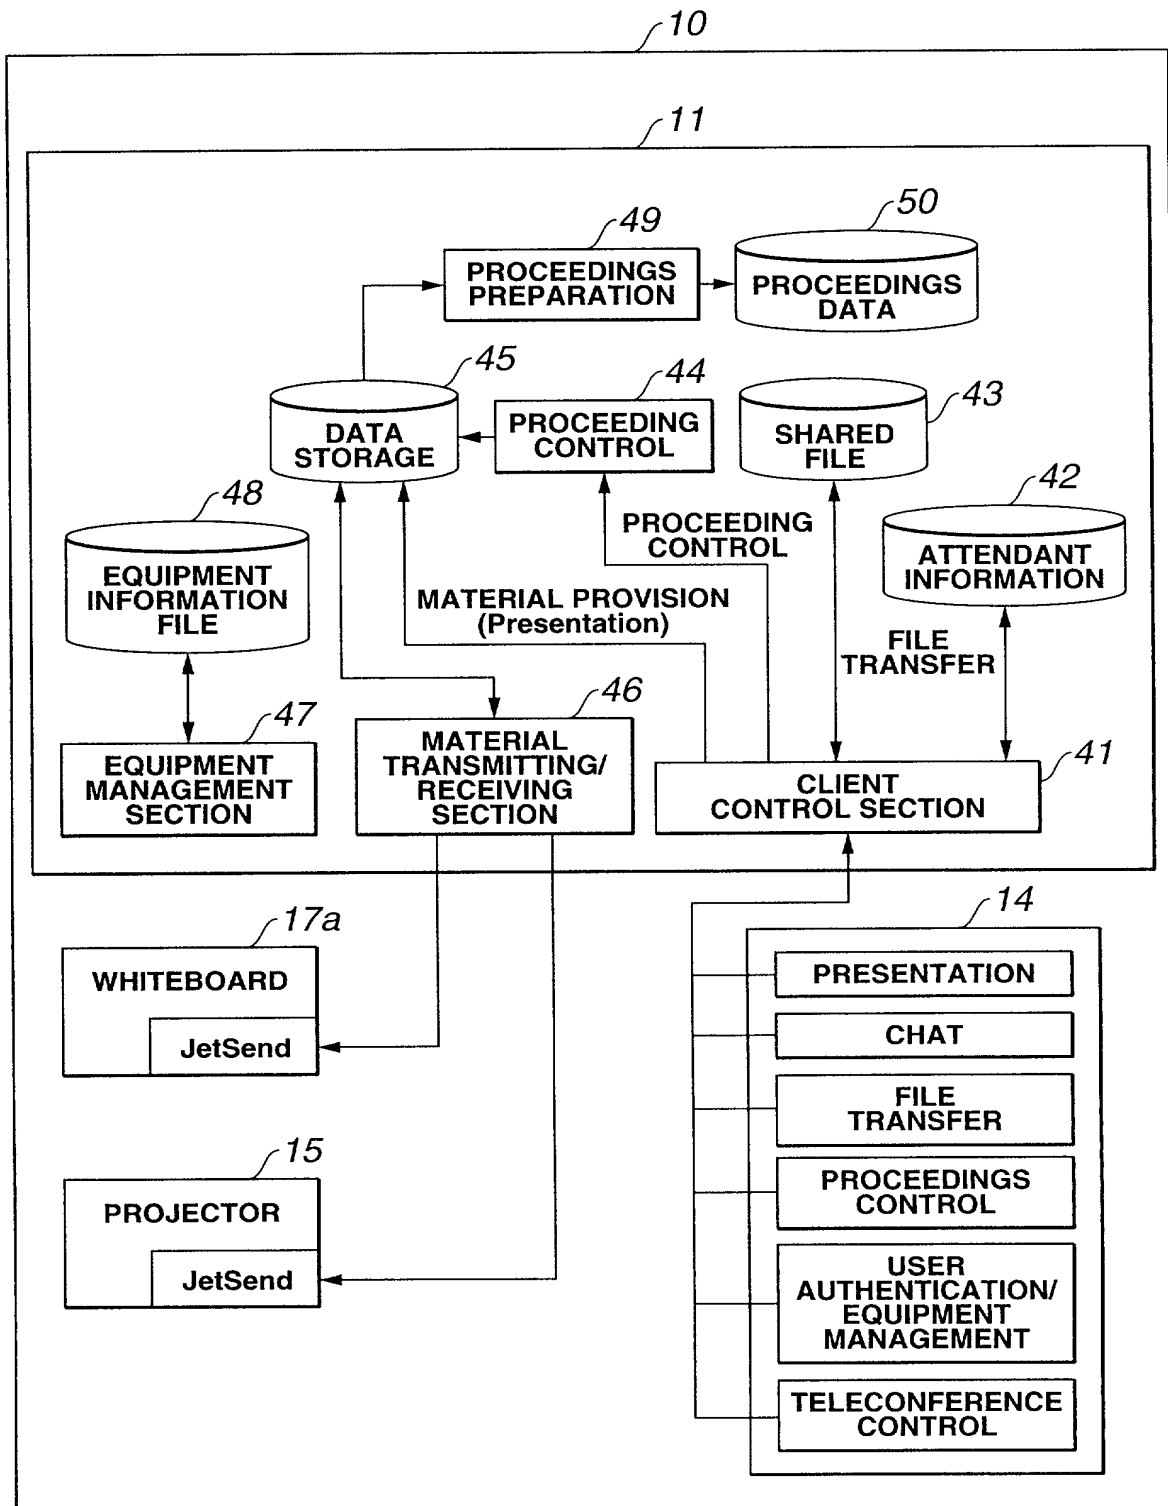 10
11
49
50
PROCEEDINGS
PREPARATION
PROCEEDINGS
DATA
45
44
43
DATA
STORAGE
PROCEEDING
CONTROL
SHARED
FILE
48
42
PROCEEDING
CONTROL
EQUIPMENT
INFORMATION
FILE
ATTENDANT
INFORMATION
MATERIAL PROVISION
(Presentation)
FILE
TRANSFER
47
46
41
EQUIPMENT
MANAGEMENT
SECTION
MATERIAL
TRANSMITTING/
RECEIVING
SECTION
CLIENT
CONTROL SECTION
17a
WHITEBOARD
JetSend
15
PROJECTOR
JetSend
14
PRESENTATION
CHAT
FILE
TRANSFER
PROCEEDINGS
CONTROL
USER
AUTHENTICATION/
EQUIPMENT
MANAGEMENT
TELECONFERENCE
CONTROL